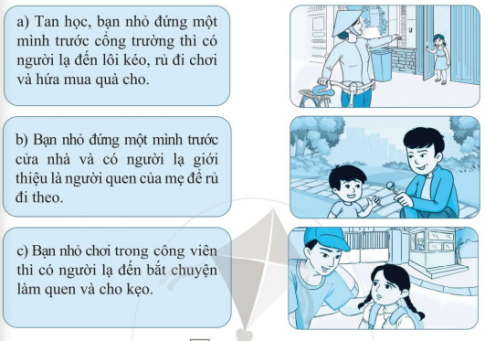 a) Tan học, bạn nhỏ đứng một
mình trước cổng trường thì có
người lạ đến lôi kéo, rủ đi chơi
và hứa mua quà cho.
b) Bạn nhỏ đứng một mình trước
cửa nhà và có người lạ giới
thiệu là người quen của mẹ để rủ
đi theo.
c) Bạn nhỏ chơi trong công viên
thì có người lạ đến bắt chuyện
làm quen và cho kẹo.